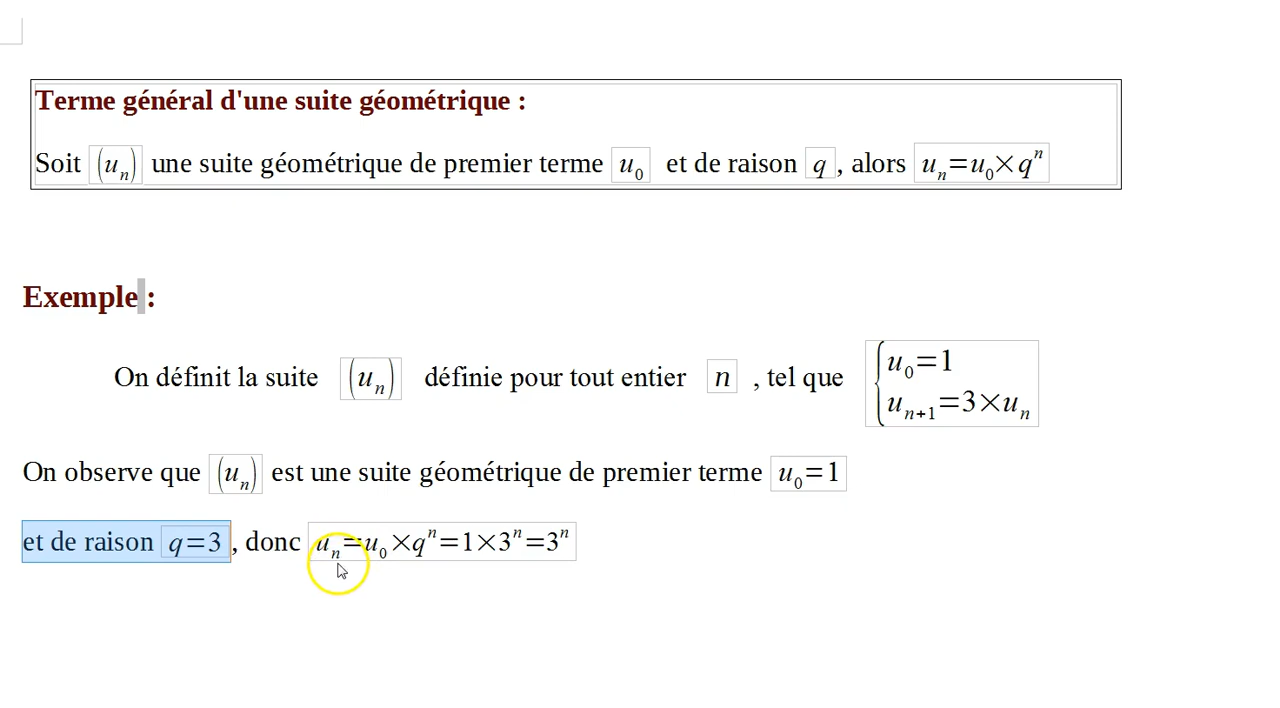 Terme général d'une suite géométrique :
Soit (uₙ) une suite géométrique de premier terme u₀ et de raison q , alors uₙ=u₀×qⁿ
Exemple :
On définit la suite (uₙ) définie pour tout entier n , tel que {u₀=1
uₙ₊₁=3×uₙ
On observe que (uₙ) est une suite géométrique de premier terme u₀=1
et de raison q=3 , donc uₙ=u₀×qⁿ=1×3ⁿ=3ⁿ